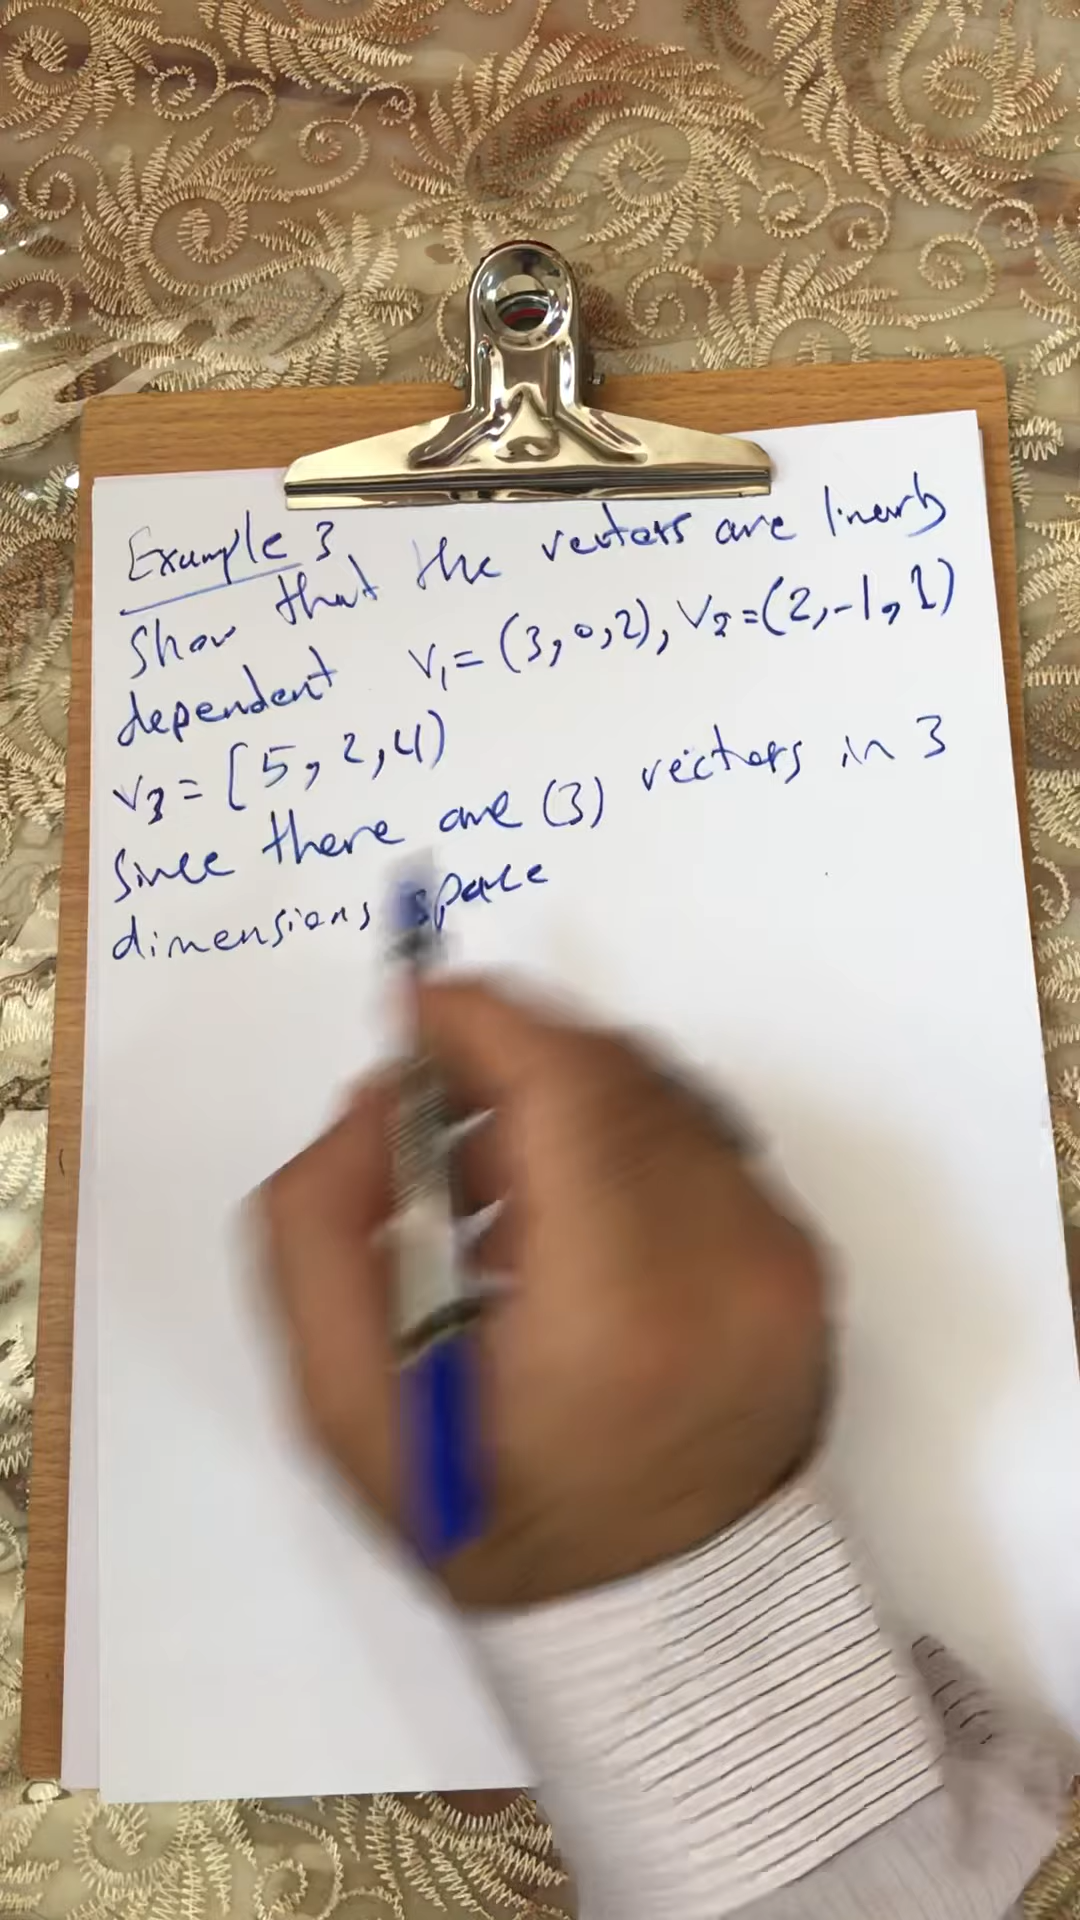 Example 3
Show that the vectors are linearly
dependent V₁ = (3, 0, 2), V₂ = (2, -1, 1)
V₃ = [5, 2, 4)
Since there are (3) vectors in 3
dimensions space